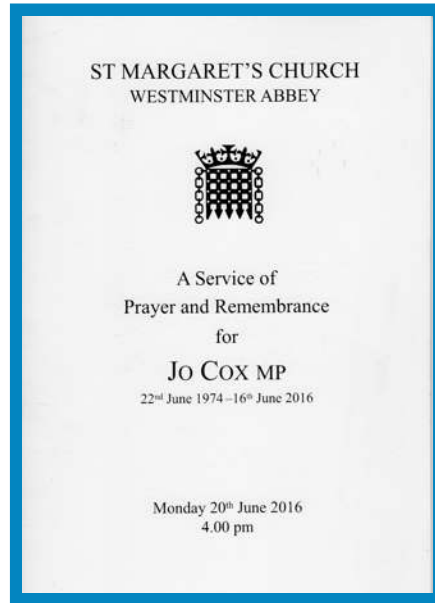 ST MARGARET'S CHURCH
WESTMINSTER ABBEY
A Service of
Prayer and Remembrance
for
JO COX MP
22nd June 1974–16th June 2016
Monday 20th June 2016
4.00 pm